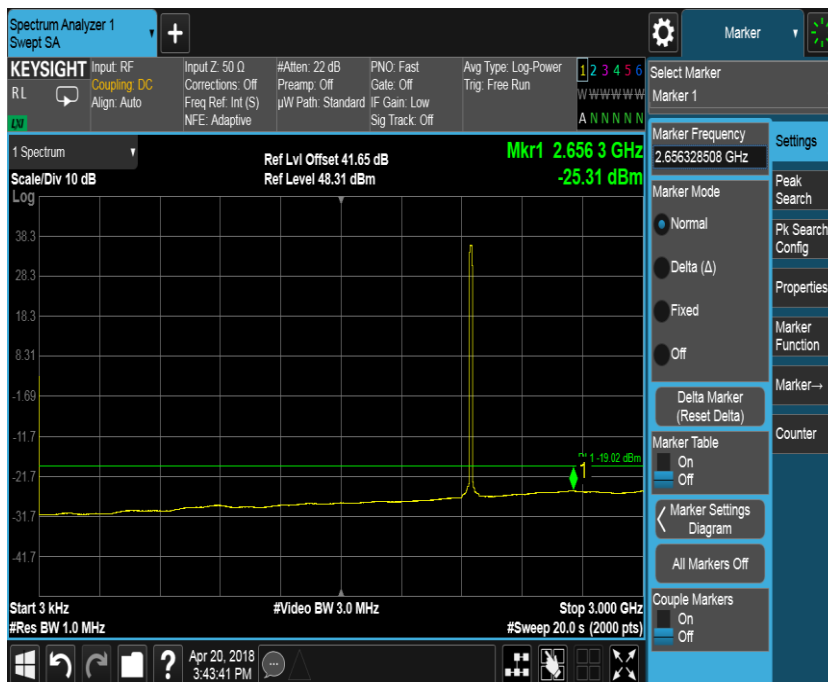 Spectrum Analyzer 1
Swept SA
+
Marker
KEYSIGHT
RL
LXI
Input: RF
Coupling: DC
Align: Auto
Input Z: 50 Ω
Corrections: Off
Freq Ref: Int (S)
NFE: Adaptive
#Atten: 22 dB
Preamp: Off
µW Path: Standard
PNO: Fast
Gate: Off
IF Gain: Low
Sig Track: Off
Avg Type: Log-Power
Trig: Free Run
1 2 3 4 5 6
W W W W W W
A N N N N N
Select Marker
Marker 1
1 Spectrum
Scale/Div 10 dB
Log
Ref Lvl Offset 41.65 dB
Ref Level 48.31 dBm
Mkr1 2.656 3 GHz
-25.31 dBm
38.3
28.3
18.3
8.31
-1.69
-11.7
-21.7
-31.7
-41.7
1 -19.02 dBm
1
Start 3 kHz
#Res BW 1.0 MHz
#Video BW 3.0 MHz
Stop 3.000 GHz
#Sweep 20.0 s (2000 pts)
Marker Frequency
2.656328508 GHz
Marker Mode
Normal
Delta (Δ)
Fixed
Off
Delta Marker
(Reset Delta)
Marker Table
On
Off
Marker Settings
Diagram
All Markers Off
Couple Markers
On
Off
Settings
Peak
Search
Pk Search
Config
Properties
Marker
Function
Marker→
Counter
?
Apr 20, 2018
3:43:41 PM